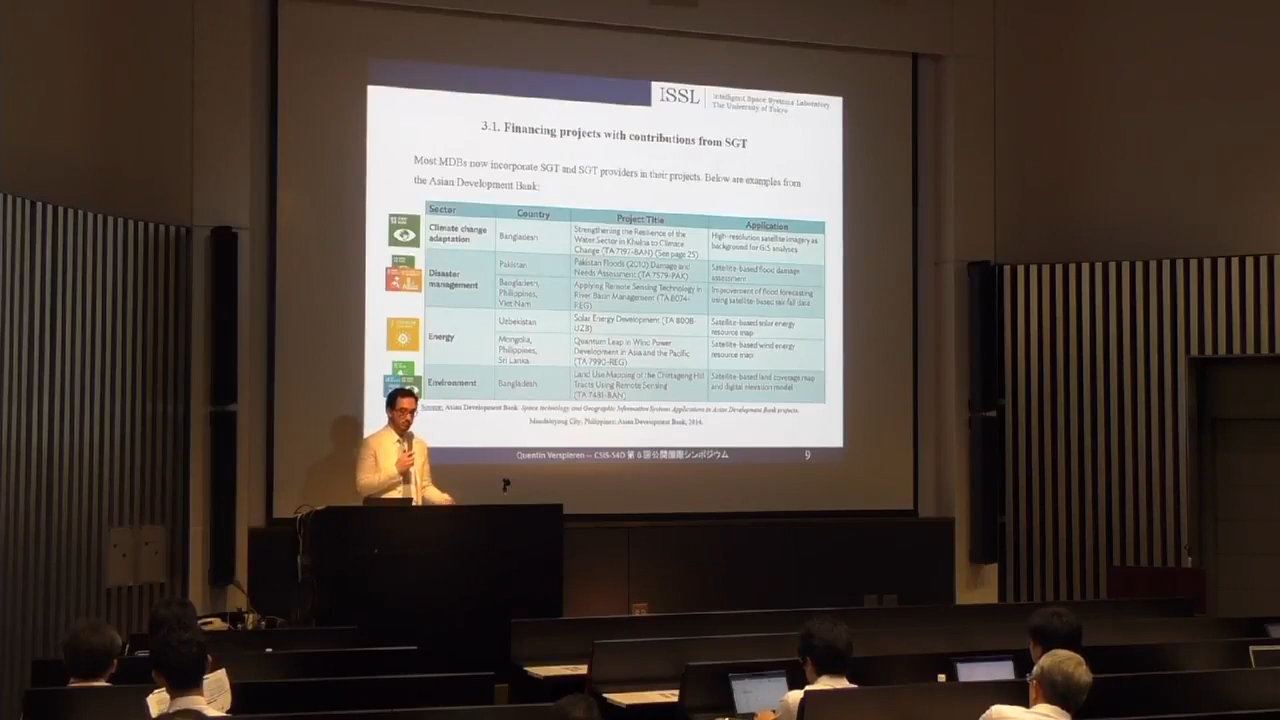 ISSL
Intelligent Space Systems Laboratory
The University of Tokyo
3.1. Financing projects with contributions from SGT
Most MDBs now incorporate SGT and SGT providers in their projects. Below are examples from
the Asian Development Bank:
Sector Country Project Title Application
Climate change
adaptation
Bangladesh
Strengthening the Resilience of the
Water Sector in Khulna to Climate
Change (TA 7197-BAN) (See page 25)
High-resolution satellite imagery as
background for GIS analyses
Disaster
management
Pakistan
Pakistan Floods (2010) Damage and
Needs Assessment (TA 7579-PAK)
Satellite-based flood damage
assessment
Bangladesh,
Philippines,
Viet Nam
Applying Remote Sensing Technology in
River Basin Management (TA 8074-
REG)
Improvement of flood forecasting
using satellite-based rainfall data
Energy
Uzbekistan
Solar Energy Development (TA 8008-
UZB)
Satellite-based solar energy
resource map
Mongolia,
Philippines,
Sri Lanka
Quantum Leap in Wind Power
Development in Asia and the Pacific
(TA 7990-REG)
Satellite-based wind energy
resource map
Environment
Bangladesh
Land Use Mapping of the Chittagong Hill
Tracts Using Remote Sensing
(TA 7481-BAN)
Satellite-based land coverage map
and digital elevation model
Source: Asian Development Bank: Space technology and Geographic Information Systems Applications in Asian Development Bank projects.
Mandaluyong City, Philippines: Asian Development Bank, 2014.
Quentin Verspieren — CSIS-S4D 第6回公開国際シンポジウム
9